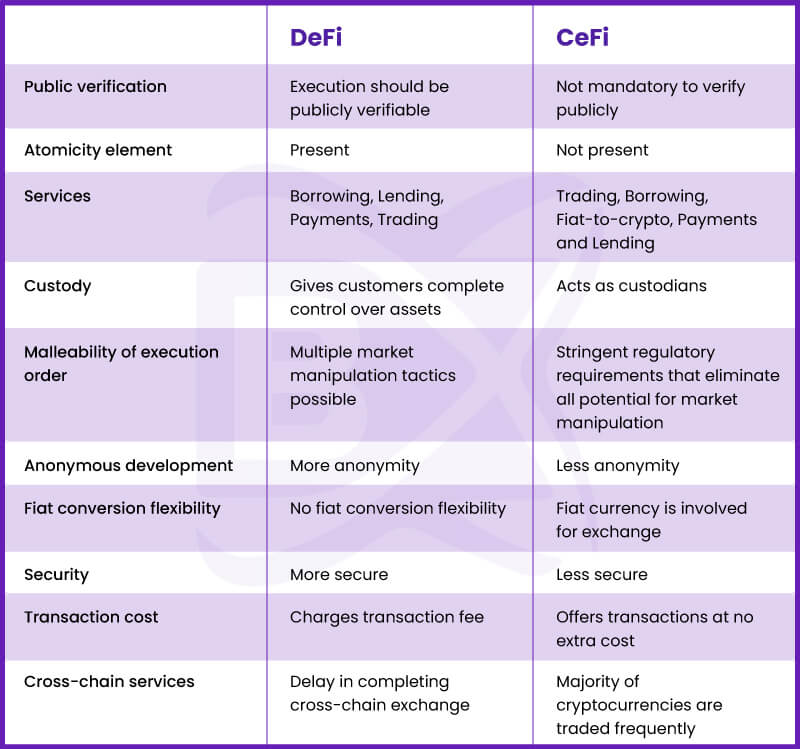 DeFi
CeFi
Public verification
Execution should be
publicly verifiable
Not mandatory to verify
publicly
Atomicity element
Present
Not present
Services
Borrowing, Lending,
Payments, Trading
Trading, Borrowing,
Fiat-to-crypto, Payments
and Lending
Custody
Gives customers complete
control over assets
Acts as custodians
Malleability of execution
order
Multiple market
manipulation tactics
possible
Stringent regulatory
requirements that eliminate
all potential for market
manipulation
Anonymous development
More anonymity
Less anonymity
Fiat conversion flexibility
No fiat conversion flexibility
Fiat currency is involved
for exchange
Security
More secure
Less secure
Transaction cost
Charges transaction fee
Offers transactions at no
extra cost
Cross-chain services
Delay in completing
cross-chain exchange
Majority of
cryptocurrencies are
traded frequently